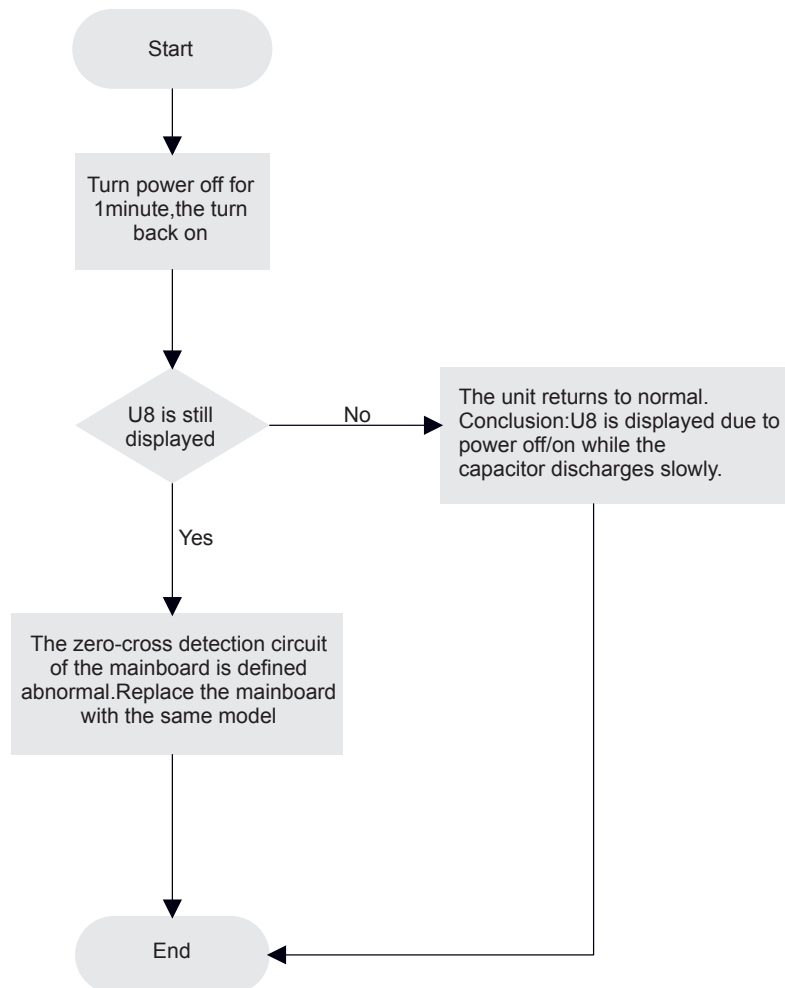 Start
Turn power off for
1minute,the turn
back on
U8 is still
displayed
No
The unit returns to normal.
Conclusion:U8 is displayed due to
power off/on while the
capacitor discharges slowly.
Yes
The zero-cross detection circuit
of the mainboard is defined
abnormal.Replace the mainboard
with the same model
End